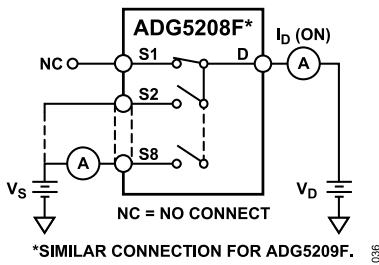 ADG5208F*
ID (ON)
NC
S1
D
A
S2
A
S8
VS
VD
NC = NO CONNECT
*SIMILAR CONNECTION FOR ADG5209F.
036